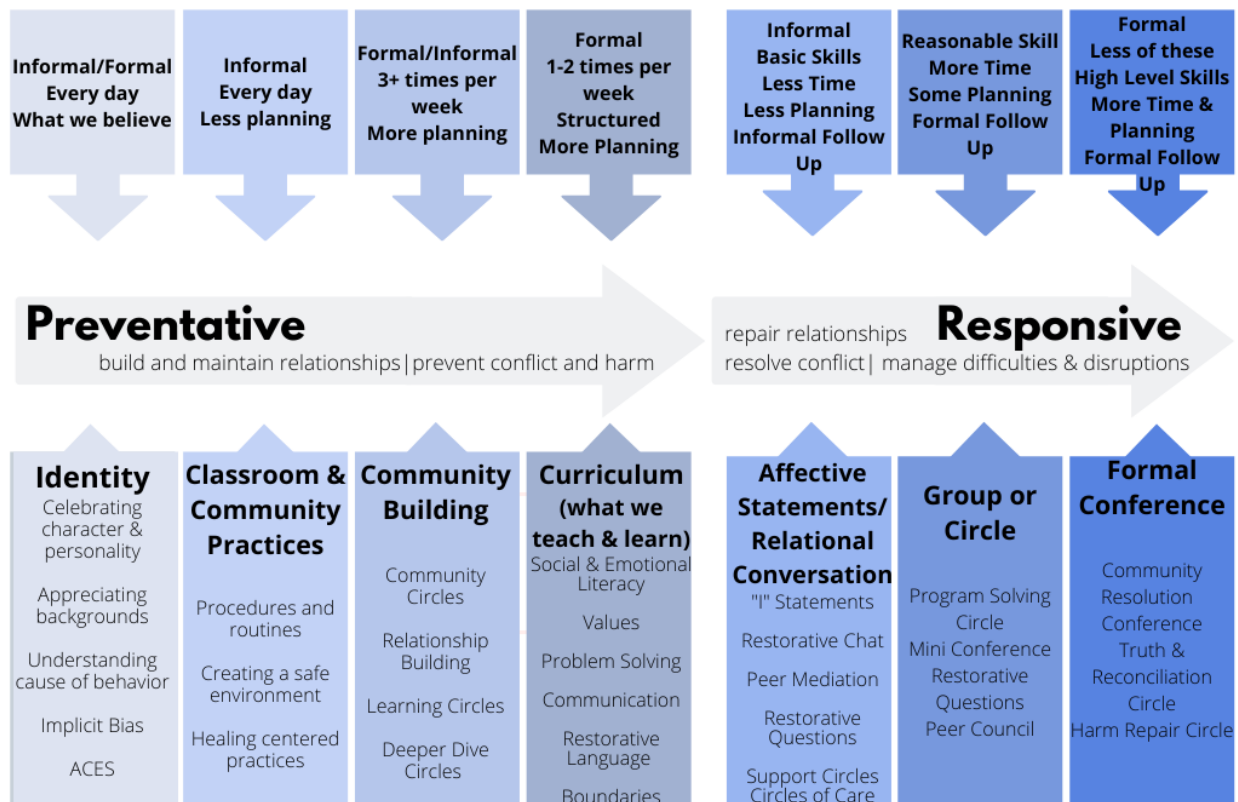 Informal/Formal
Every day
What we believe
Informal
Every day
Less planning
Formal/Informal
3+ times per
week
More planning
Formal
1-2 times per
week
Structured
More Planning
Informal
Basic Skills
Less Time
Less Planning
Informal Follow
Up
Reasonable Skill
More Time
Some Planning
Formal Follow
Up
Formal
Less of these
High Level Skills
More Time &
Planning
Formal Follow
Up
Preventative
build and maintain relationships|prevent conflict and harm
repair relationships
Responsive
resolve conflict| manage difficulties & disruptions
Identity
Celebrating
character &
personality
Appreciating
backgrounds
Understanding
cause of behavior
Implicit Bias
ACES
Classroom &
Community
Practices
Procedures and
routines
Creating a safe
environment
Healing centered
practices
Community
Building
Community
Circles
Relationship
Building
Learning Circles
Deeper Dive
Circles
Curriculum
(what we
teach & learn)
Social & Emotional
Literacy
Values
Problem Solving
Communication
Restorative
Language
Boundaries
Affective
Statements/
Relational
Conversation
"I" Statements
Restorative Chat
Peer Mediation
Restorative
Questions
Support Circles
Circles of Care
Group or
Circle
Program Solving
Circle
Mini Conference
Restorative
Questions
Peer Council
Formal
Conference
Community
Resolution
Conference
Truth &
Reconciliation
Circle
Harm Repair Circle